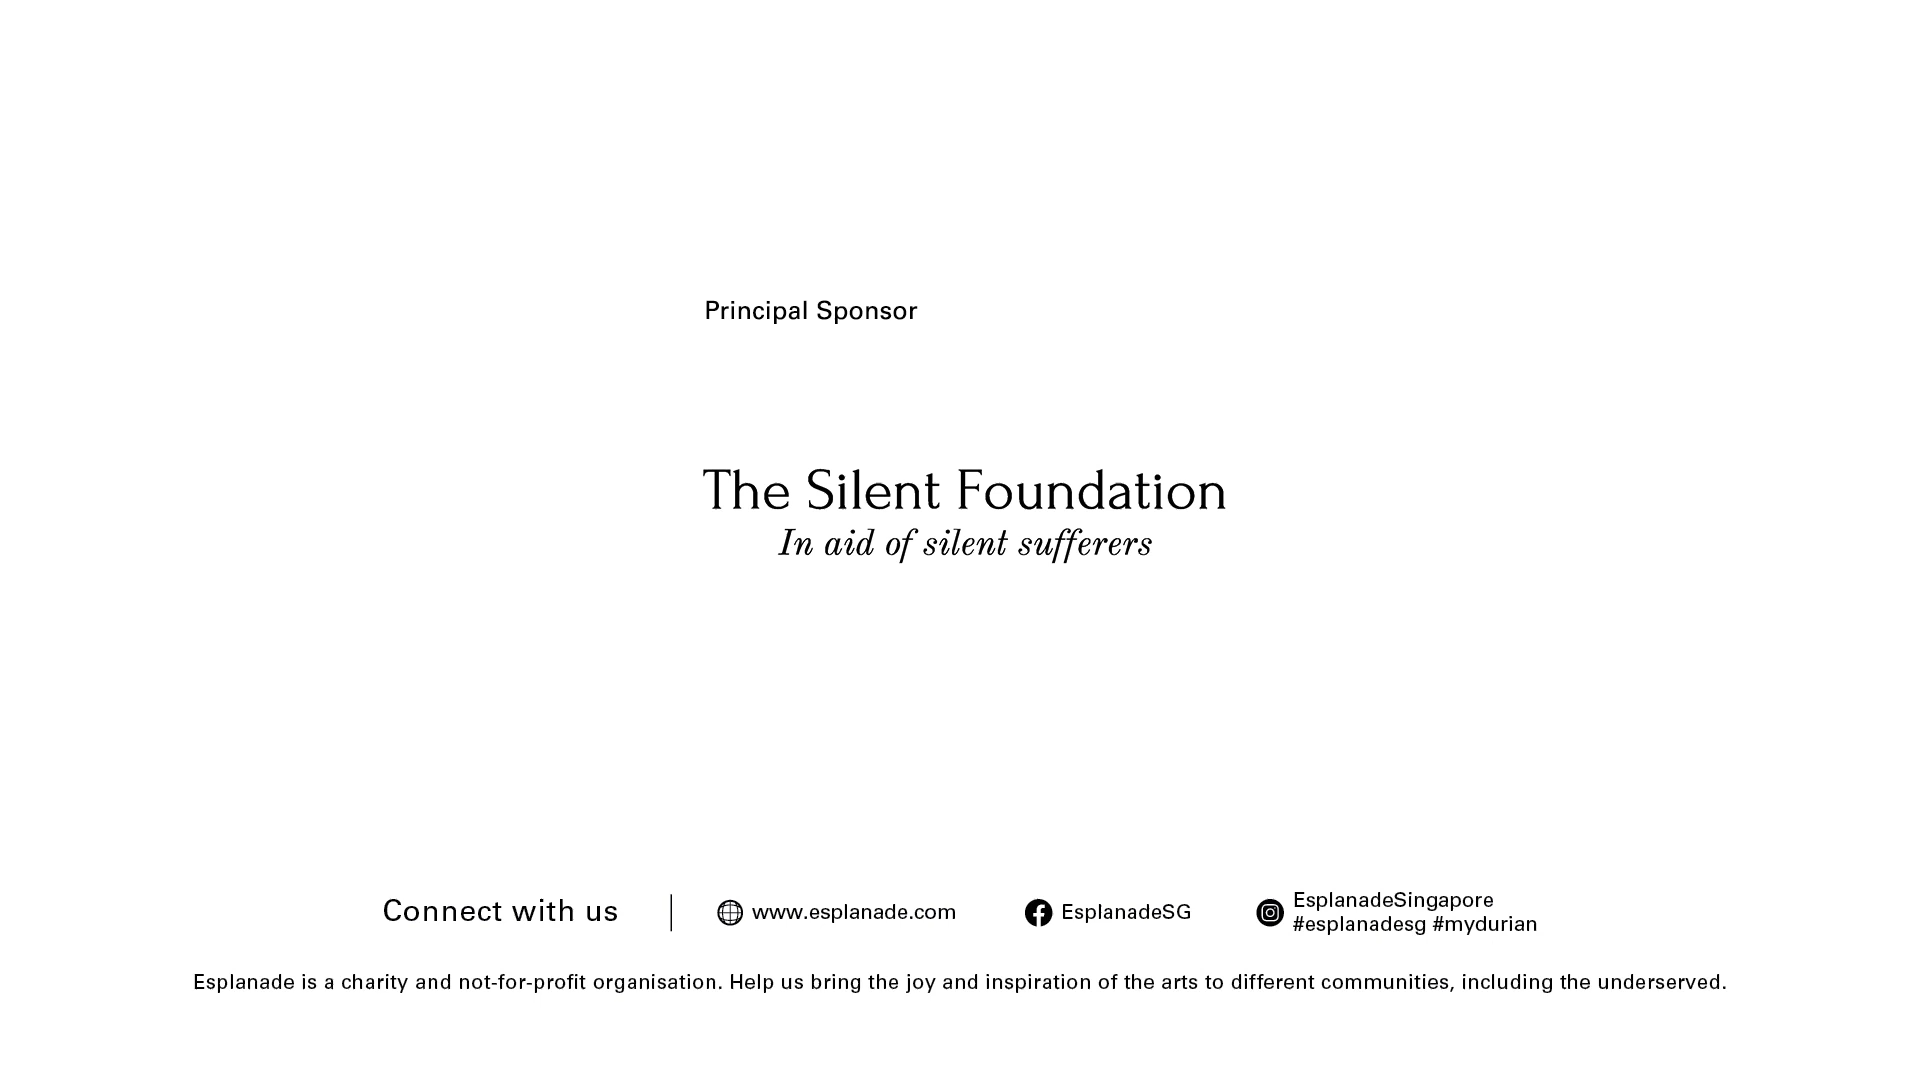 Principal Sponsor
The Silent Foundation
In aid of silent sufferers
Connect with us
www.esplanade.com
EsplanadeSG
EsplanadeSingapore
#esplanadesg #mydurian
Esplanade is a charity and not-for-profit organisation. Help us bring the joy and inspiration of the arts to different communities, including the underserved.